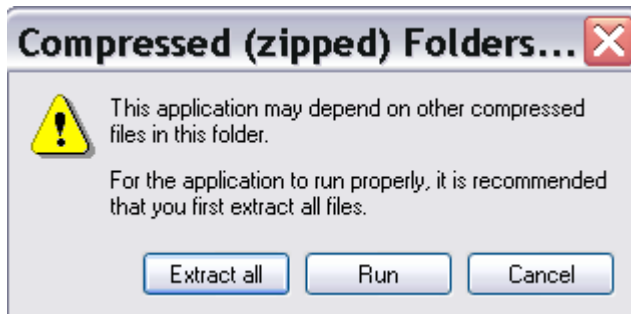 Compressed (zipped) Folders...
This application may depend on other compressed
files in this folder.
For the application to run properly, it is recommended
that you first extract all files.
Extract all
Run
Cancel